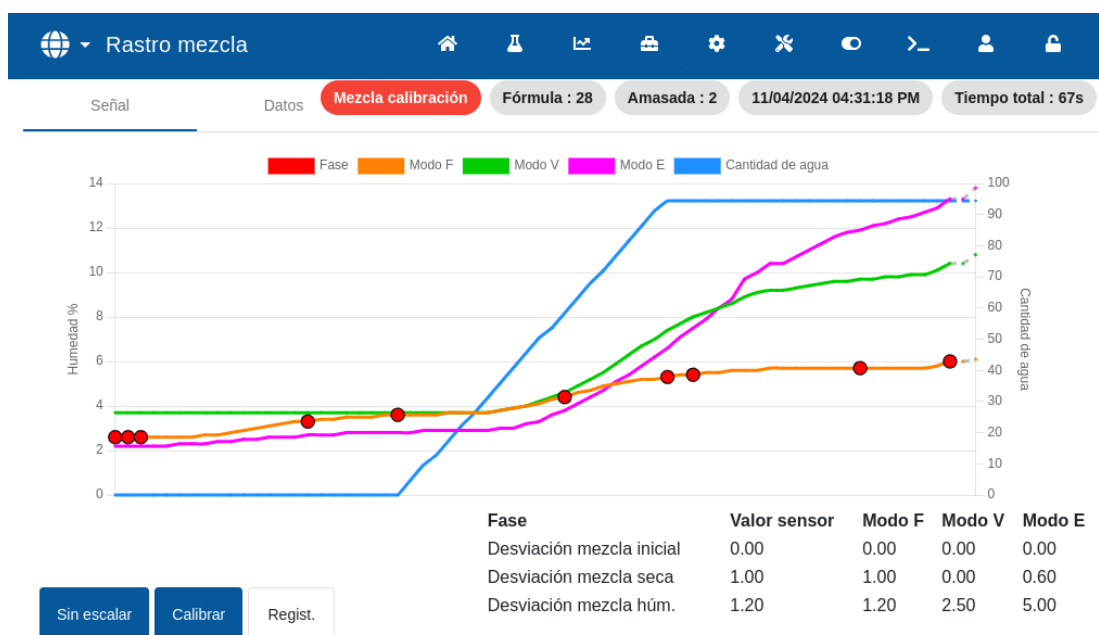 Rastro mezcla
Señal
Datos
Mezcla calibración
Fórmula : 28
Amasada : 2
11/04/2024 04:31:18 PM
Tiempo total : 67s
Fase
Modo F
Modo V
Modo E
Cantidad de agua
14
12
10
8
6
4
2
0
Humedad %
100
90
80
70
60
50
40
30
20
10
0
Cantidad de agua
Fase Valor sensor Modo F Modo V Modo E
Desviación mezcla inicial 0.00 0.00 0.00 0.00
Desviación mezcla seca 1.00 1.00 0.00 0.60
Desviación mezcla húm. 1.20 1.20 2.50 5.00
Sin escalar
Calibrar
Regist.